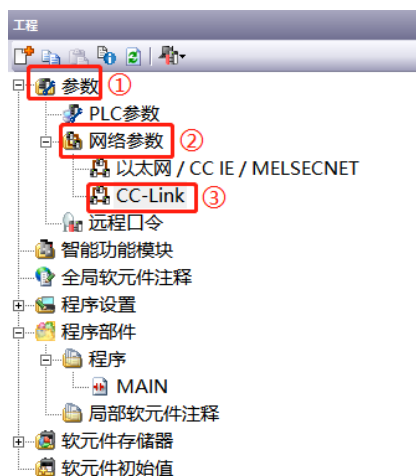 工程
参数 ①
PLC参数
网络参数 ②
以太网 / CC IE / MELSECNET
CC-Link ③
远程口令
智能功能模块
全局软元件注释
程序设置
程序部件
程序
MAIN
局部软元件注释
软元件存储器
软元件初始值